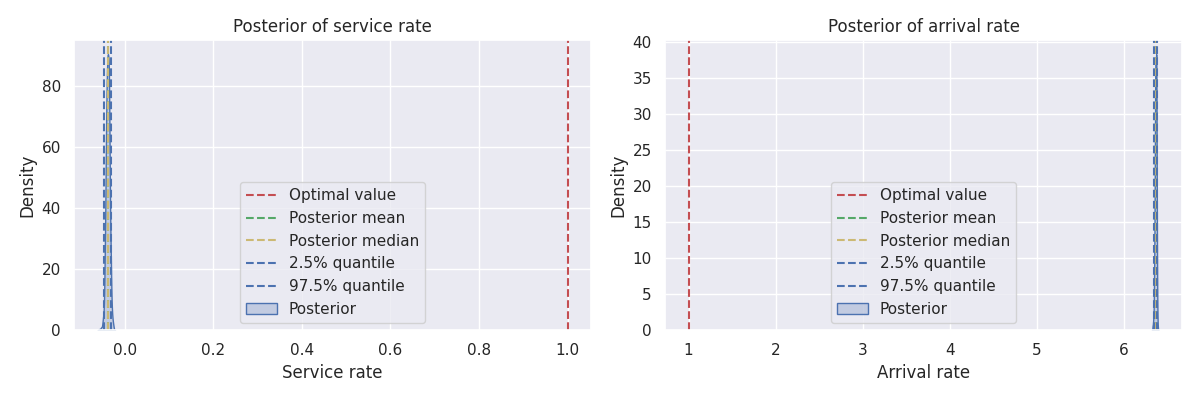 Posterior of service rate
Density
80
60
40
20
0
Optimal value
Posterior mean
Posterior median
2.5% quantile
97.5% quantile
Posterior
0.0 0.2 0.4 0.6 0.8 1.0
Service rate
Posterior of arrival rate
Density
40
35
30
25
20
15
10
5
0
Optimal value
Posterior mean
Posterior median
2.5% quantile
97.5% quantile
Posterior
1 2 3 4 5 6
Arrival rate